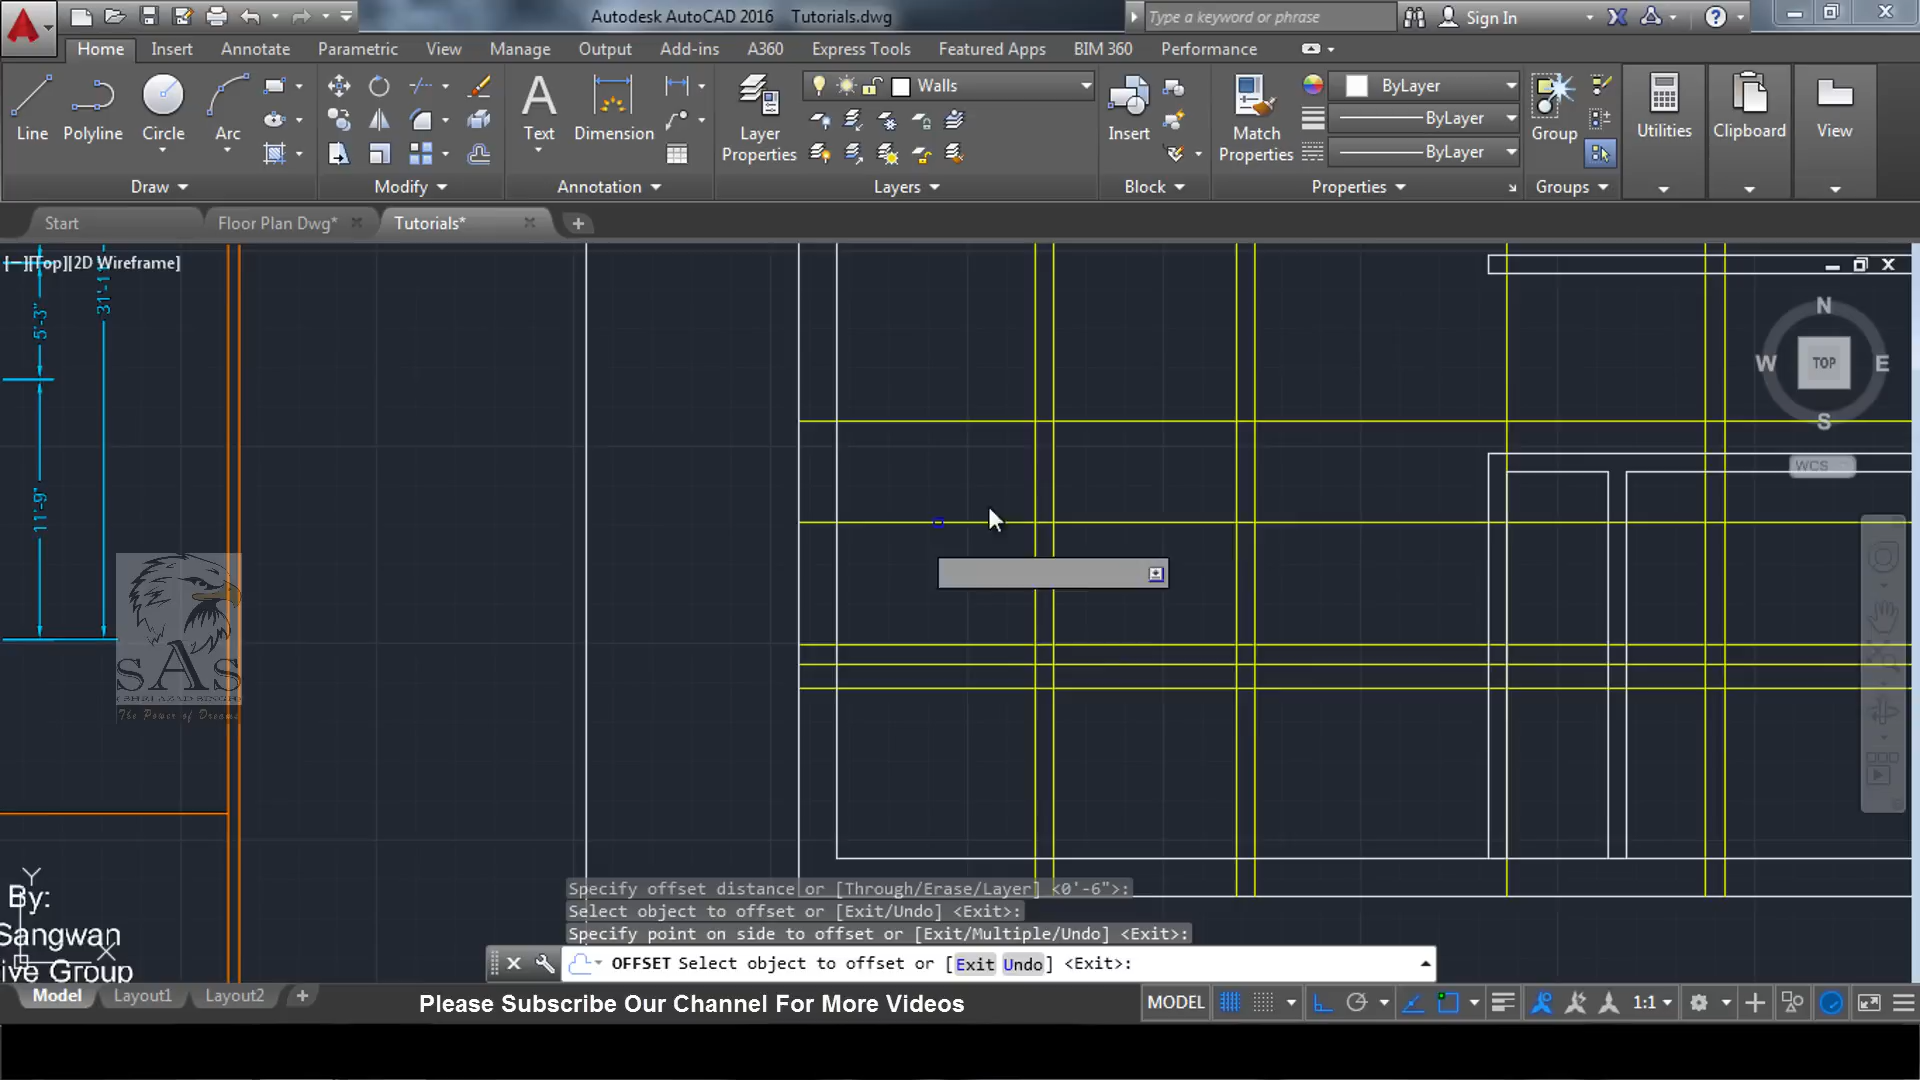 Autodesk AutoCAD 2016 Tutorials.dwg
Type a keyword or phrase
Sign In
Home Insert Annotate Parametric View Manage Output Add-ins A360 Express Tools Featured Apps BIM 360 Performance
Line Polyline Circle Arc
Text Dimension
Layer Properties
Walls
Insert
Match Properties
ByLayer
ByLayer
ByLayer
Group
Utilities
Clipboard
View
Draw Modify Annotation Layers Block Properties Groups
Start Floor Plan Dwg* Tutorials*
[−][Top][2D Wireframe]
N
W TOP E
S
WCS
5'-3"
11'-9"
sAs
The Power of Dreams
Y
By:
Sangwan
X
ive Group
Specify offset distance or [Through/Erase/Layer] <0'-6">:
Select object to offset or [Exit/Undo] <Exit>:
Specify point on side to offset or [Exit/Multiple/Undo] <Exit>:
OFFSET Select object to offset or [Exit Undo] <Exit>:
Model Layout1 Layout2
Please Subscribe Our Channel For More Videos
MODEL
1:1